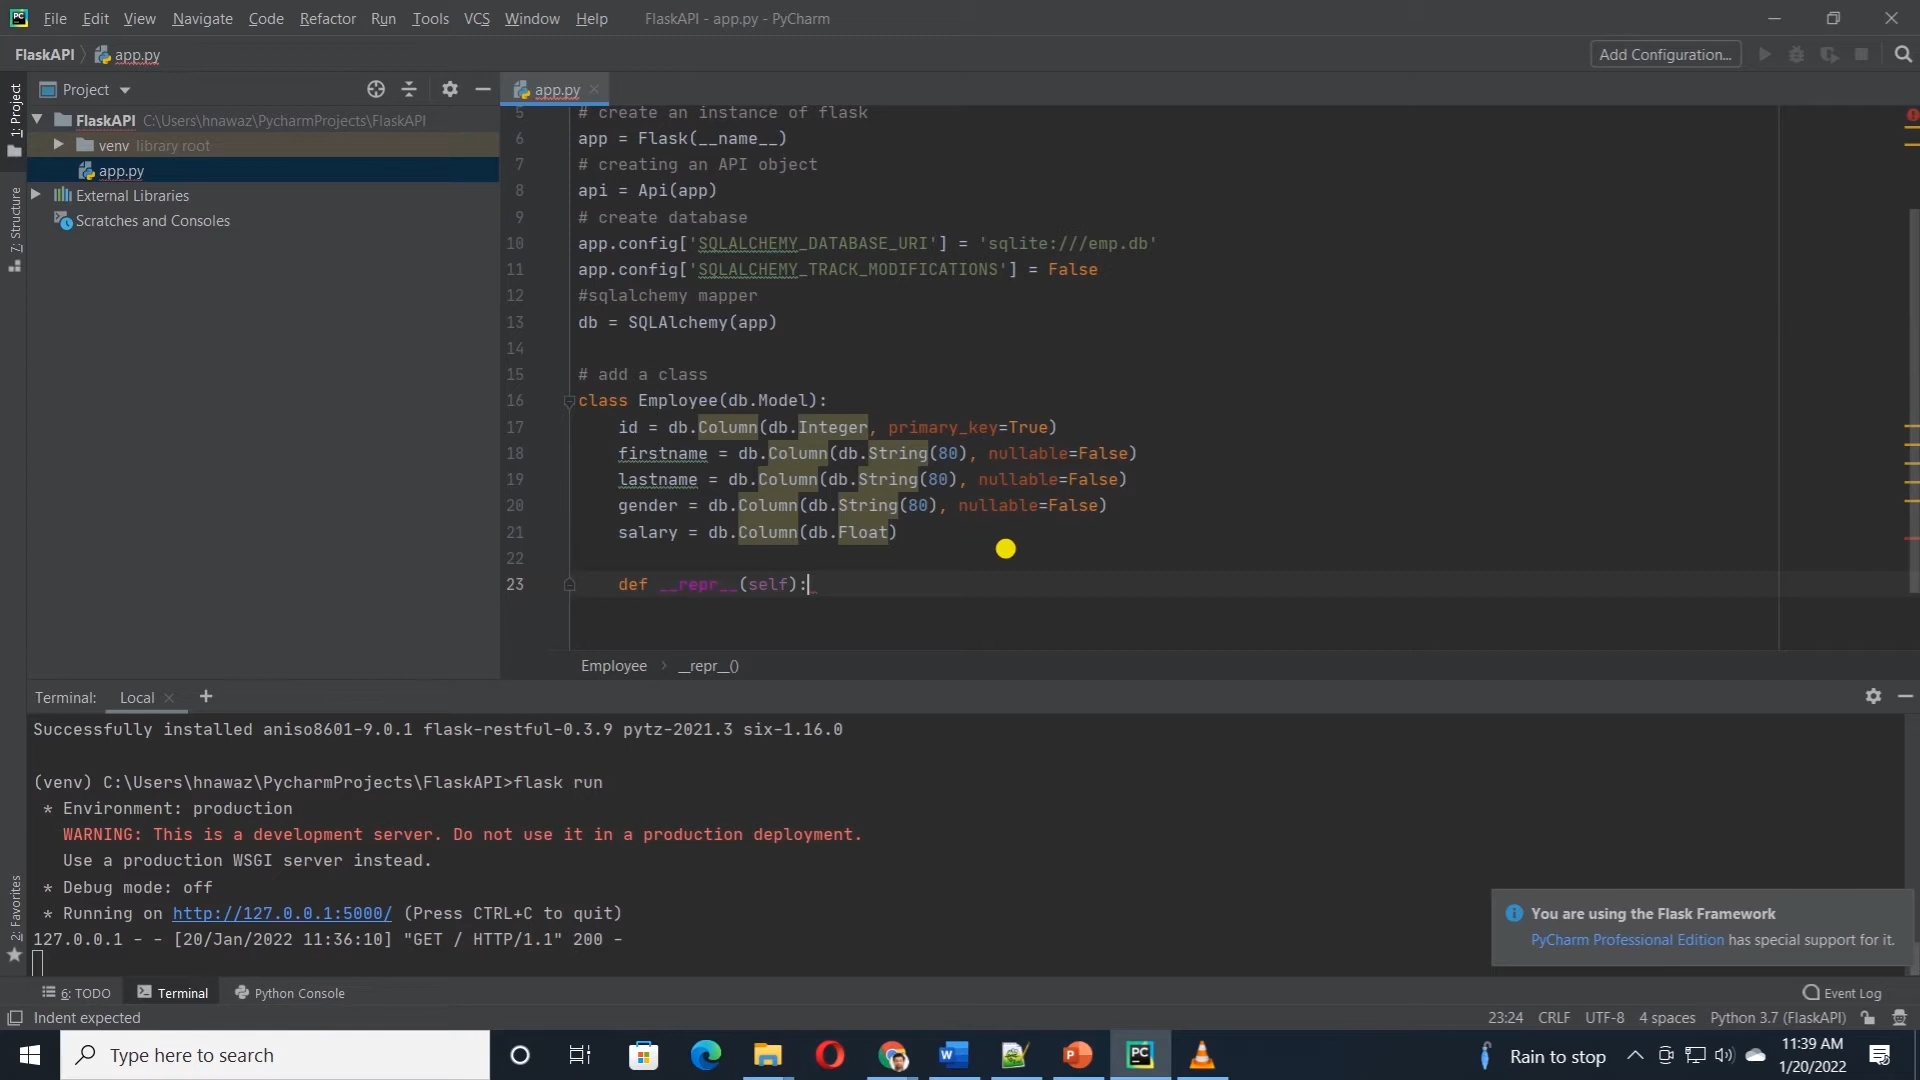 File Edit View Navigate Code Refactor Run Tools VCS Window Help FlaskAPI - app.py - PyCharm
FlaskAPI app.py Add Configuration...
1: Project
Project
app.py
FlaskAPI C:\Users\hnawaz\PycharmProjects\FlaskAPI
venv library root
app.py
External Libraries
Scratches and Consoles
7: Structure
5 # create an instance of flask
6 app = Flask(__name__)
7 # creating an API object
8 api = Api(app)
9 # create database
10 app.config['SQLALCHEMY_DATABASE_URI'] = 'sqlite:///emp.db'
11 app.config['SQLALCHEMY_TRACK_MODIFICATIONS'] = False
12 #sqlalchemy mapper
13 db = SQLAlchemy(app)
14
15 # add a class
16 class Employee(db.Model):
17 id = db.Column(db.Integer, primary_key=True)
18 firstname = db.Column(db.String(80), nullable=False)
19 lastname = db.Column(db.String(80), nullable=False)
20 gender = db.Column(db.String(80), nullable=False)
21 salary = db.Column(db.Float)
22
23 def __repr__(self):
Employee __repr__()
Terminal: Local
Successfully installed aniso8601-9.0.1 flask-restful-0.3.9 pytz-2021.3 six-1.16.0
(venv) C:\Users\hnawaz\PycharmProjects\FlaskAPI>flask run
* Environment: production
WARNING: This is a development server. Do not use it in a production deployment.
Use a production WSGI server instead.
* Debug mode: off
* Running on http://127.0.0.1:5000/ (Press CTRL+C to quit)
127.0.0.1 - - [20/Jan/2022 11:36:10] "GET / HTTP/1.1" 200 -
2: Favorites
You are using the Flask Framework
PyCharm Professional Edition has special support for it.
6: TODO Terminal Python Console Event Log
Indent expected 23:24 CRLF UTF-8 4 spaces Python 3.7 (FlaskAPI)
Type here to search
Rain to stop
11:39 AM
1/20/2022